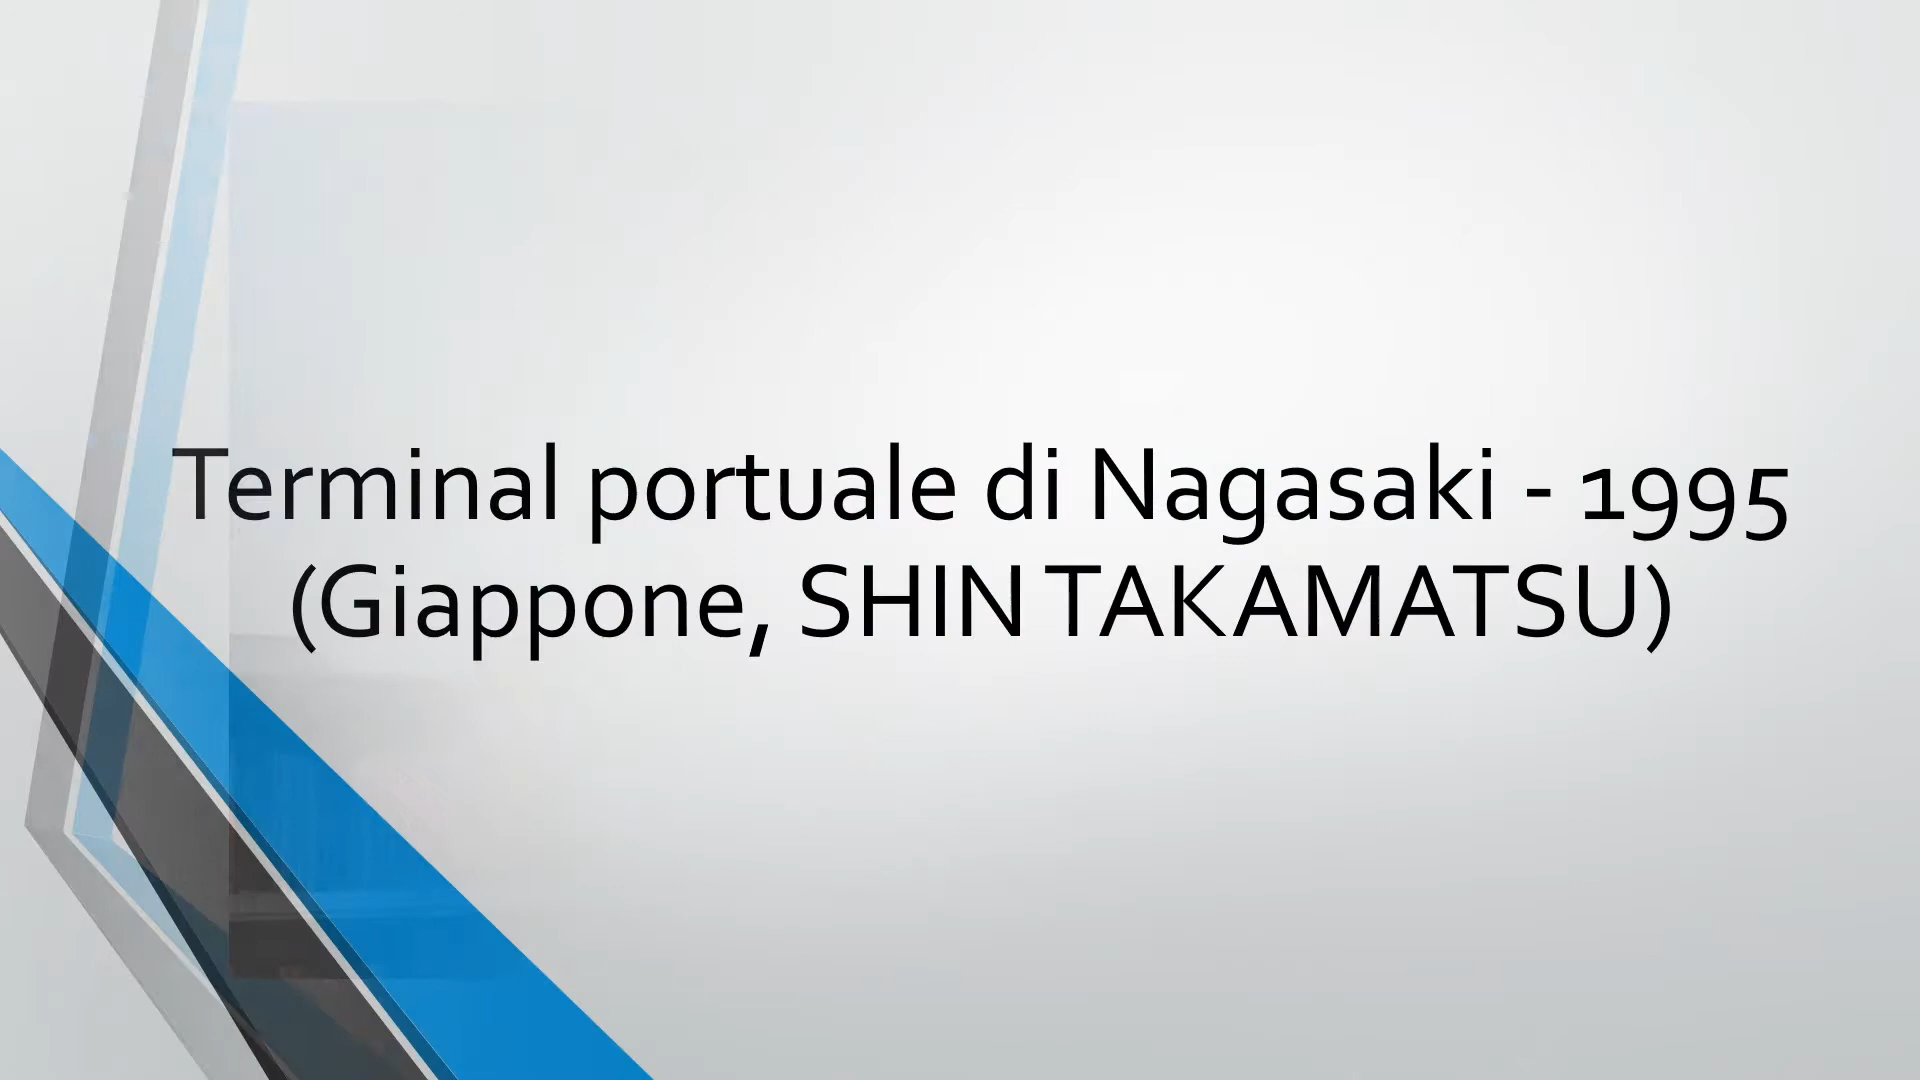 Terminal portuale di Nagasaki - 1995
(Giappone, SHIN TAKAMATSU)